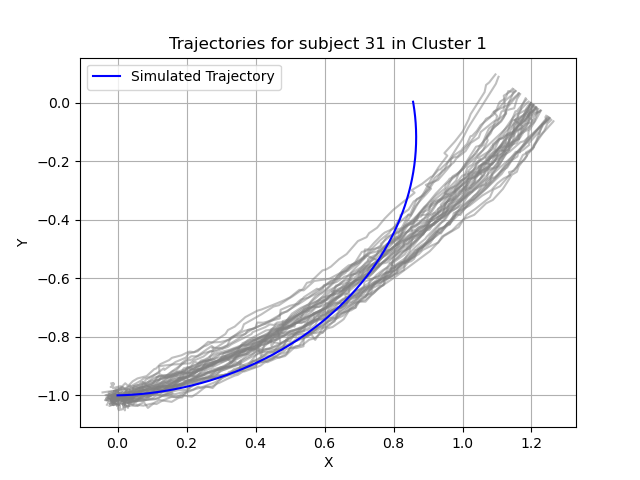 Trajectories for subject 31 in Cluster 1
Simulated Trajectory
0.0
−0.2
−0.4
−0.6
−0.8
−1.0
Y
0.0 0.2 0.4 0.6 0.8 1.0 1.2
X